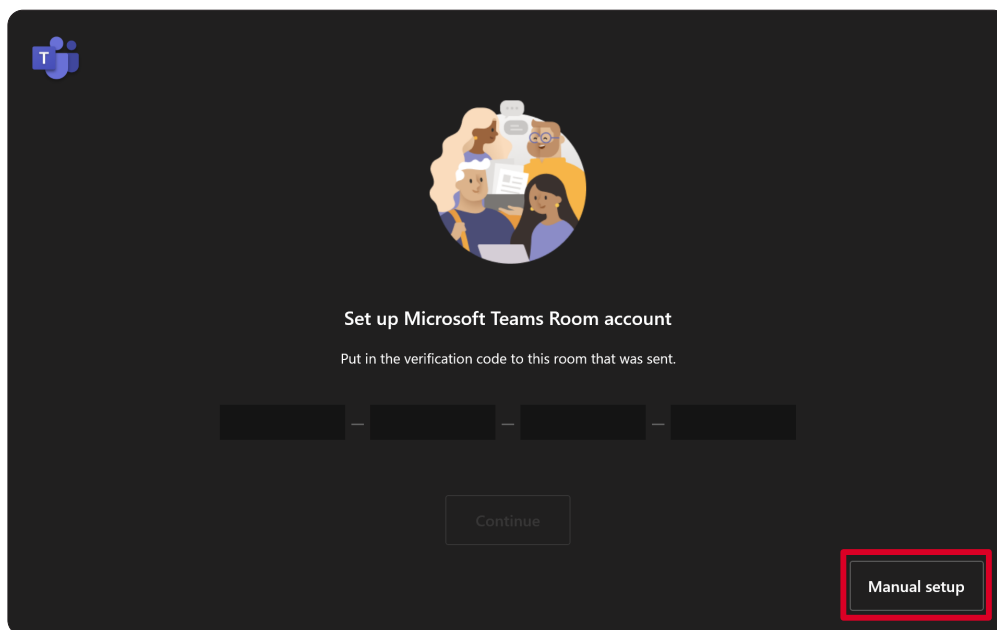 T
Set up Microsoft Teams Room account
Put in the verification code to this room that was sent.
Continue
Manual setup